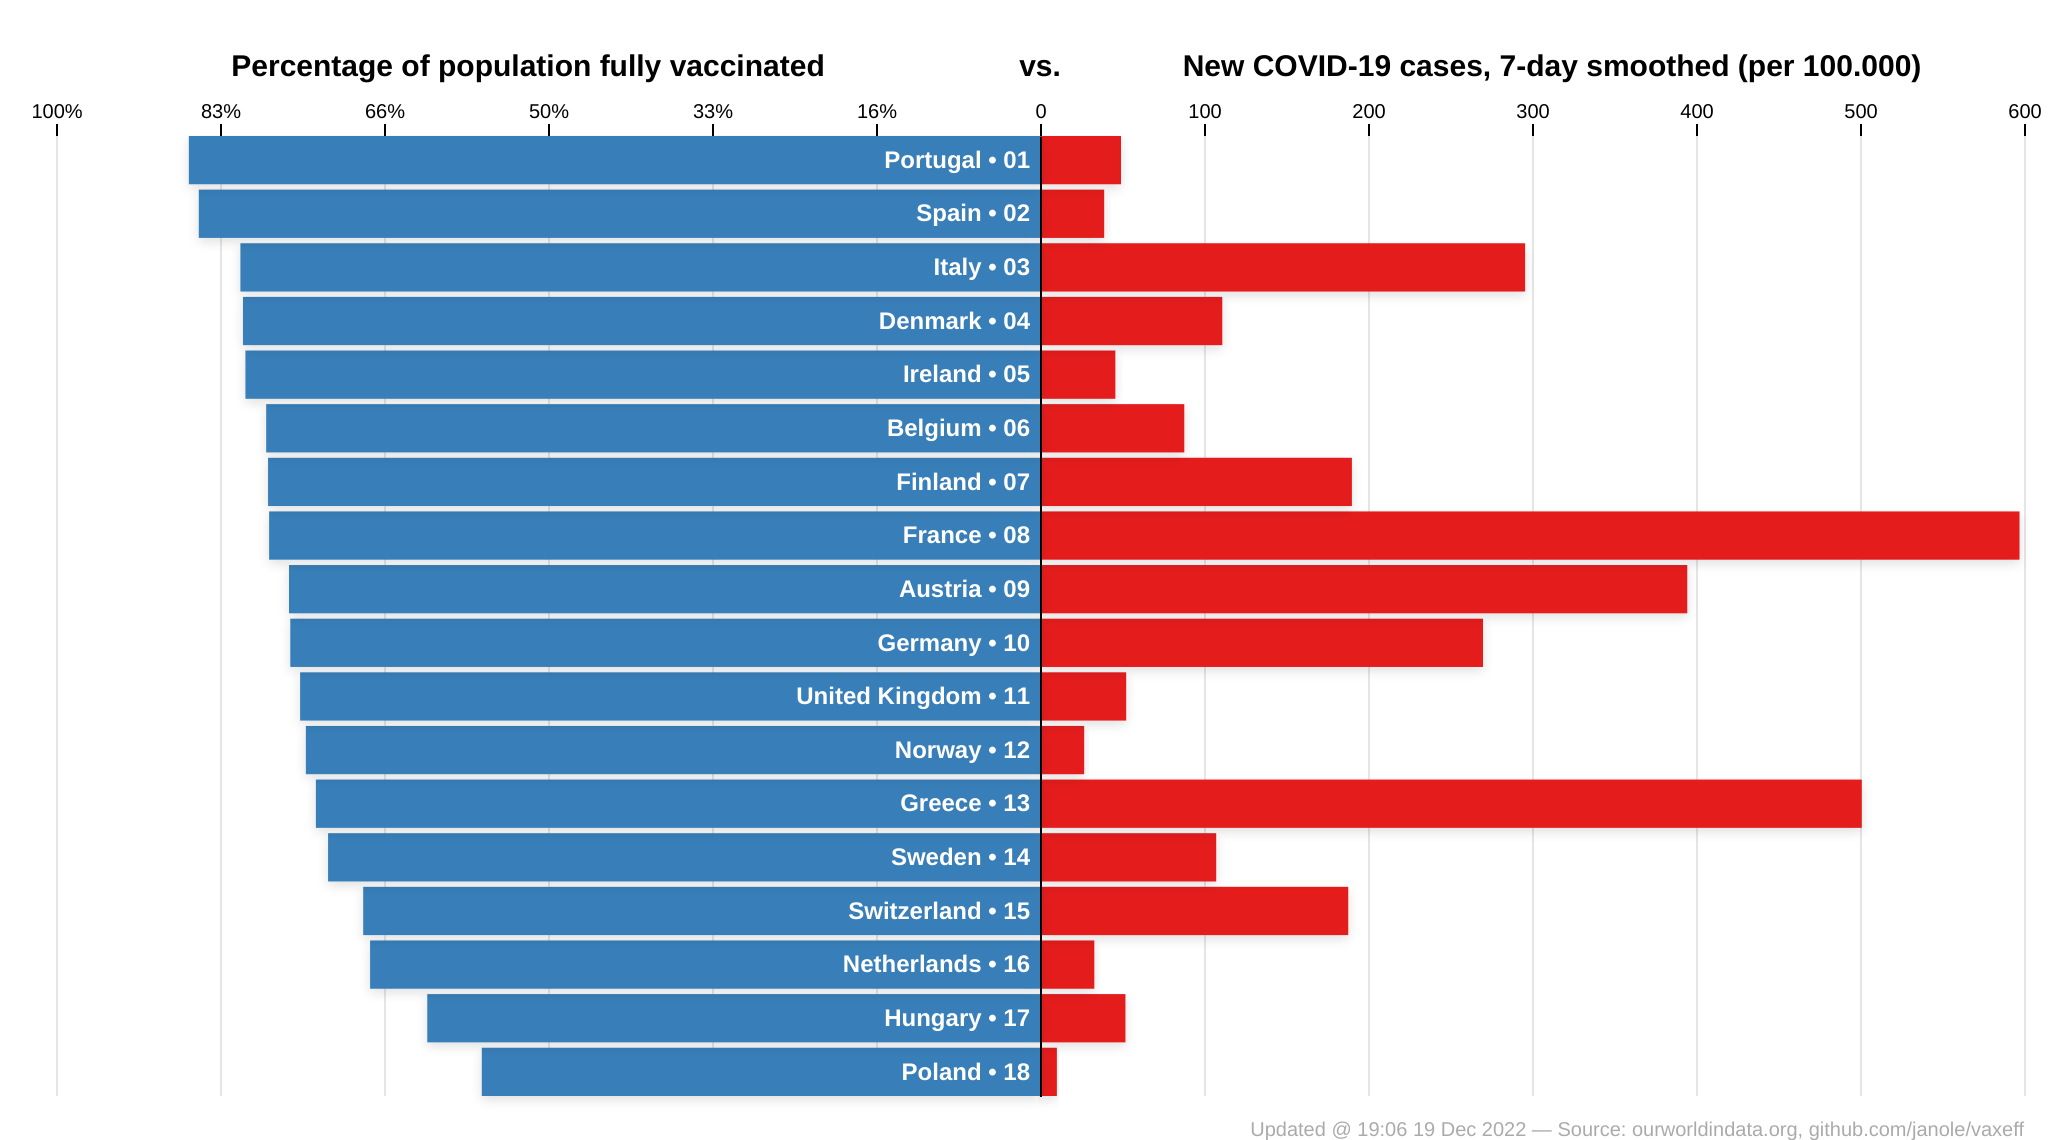 Percentage of population fully vaccinated vs. New COVID-19 cases, 7-day smoothed (per 100.000)
100% 83% 66% 50% 33% 16% 0 100 200 300 400 500 600
Portugal • 01
Spain • 02
Italy • 03
Denmark • 04
Ireland • 05
Belgium • 06
Finland • 07
France • 08
Austria • 09
Germany • 10
United Kingdom • 11
Norway • 12
Greece • 13
Sweden • 14
Switzerland • 15
Netherlands • 16
Hungary • 17
Poland • 18
Updated @ 19:06 19 Dec 2022 — Source: ourworldindata.org, github.com/janole/vaxeff